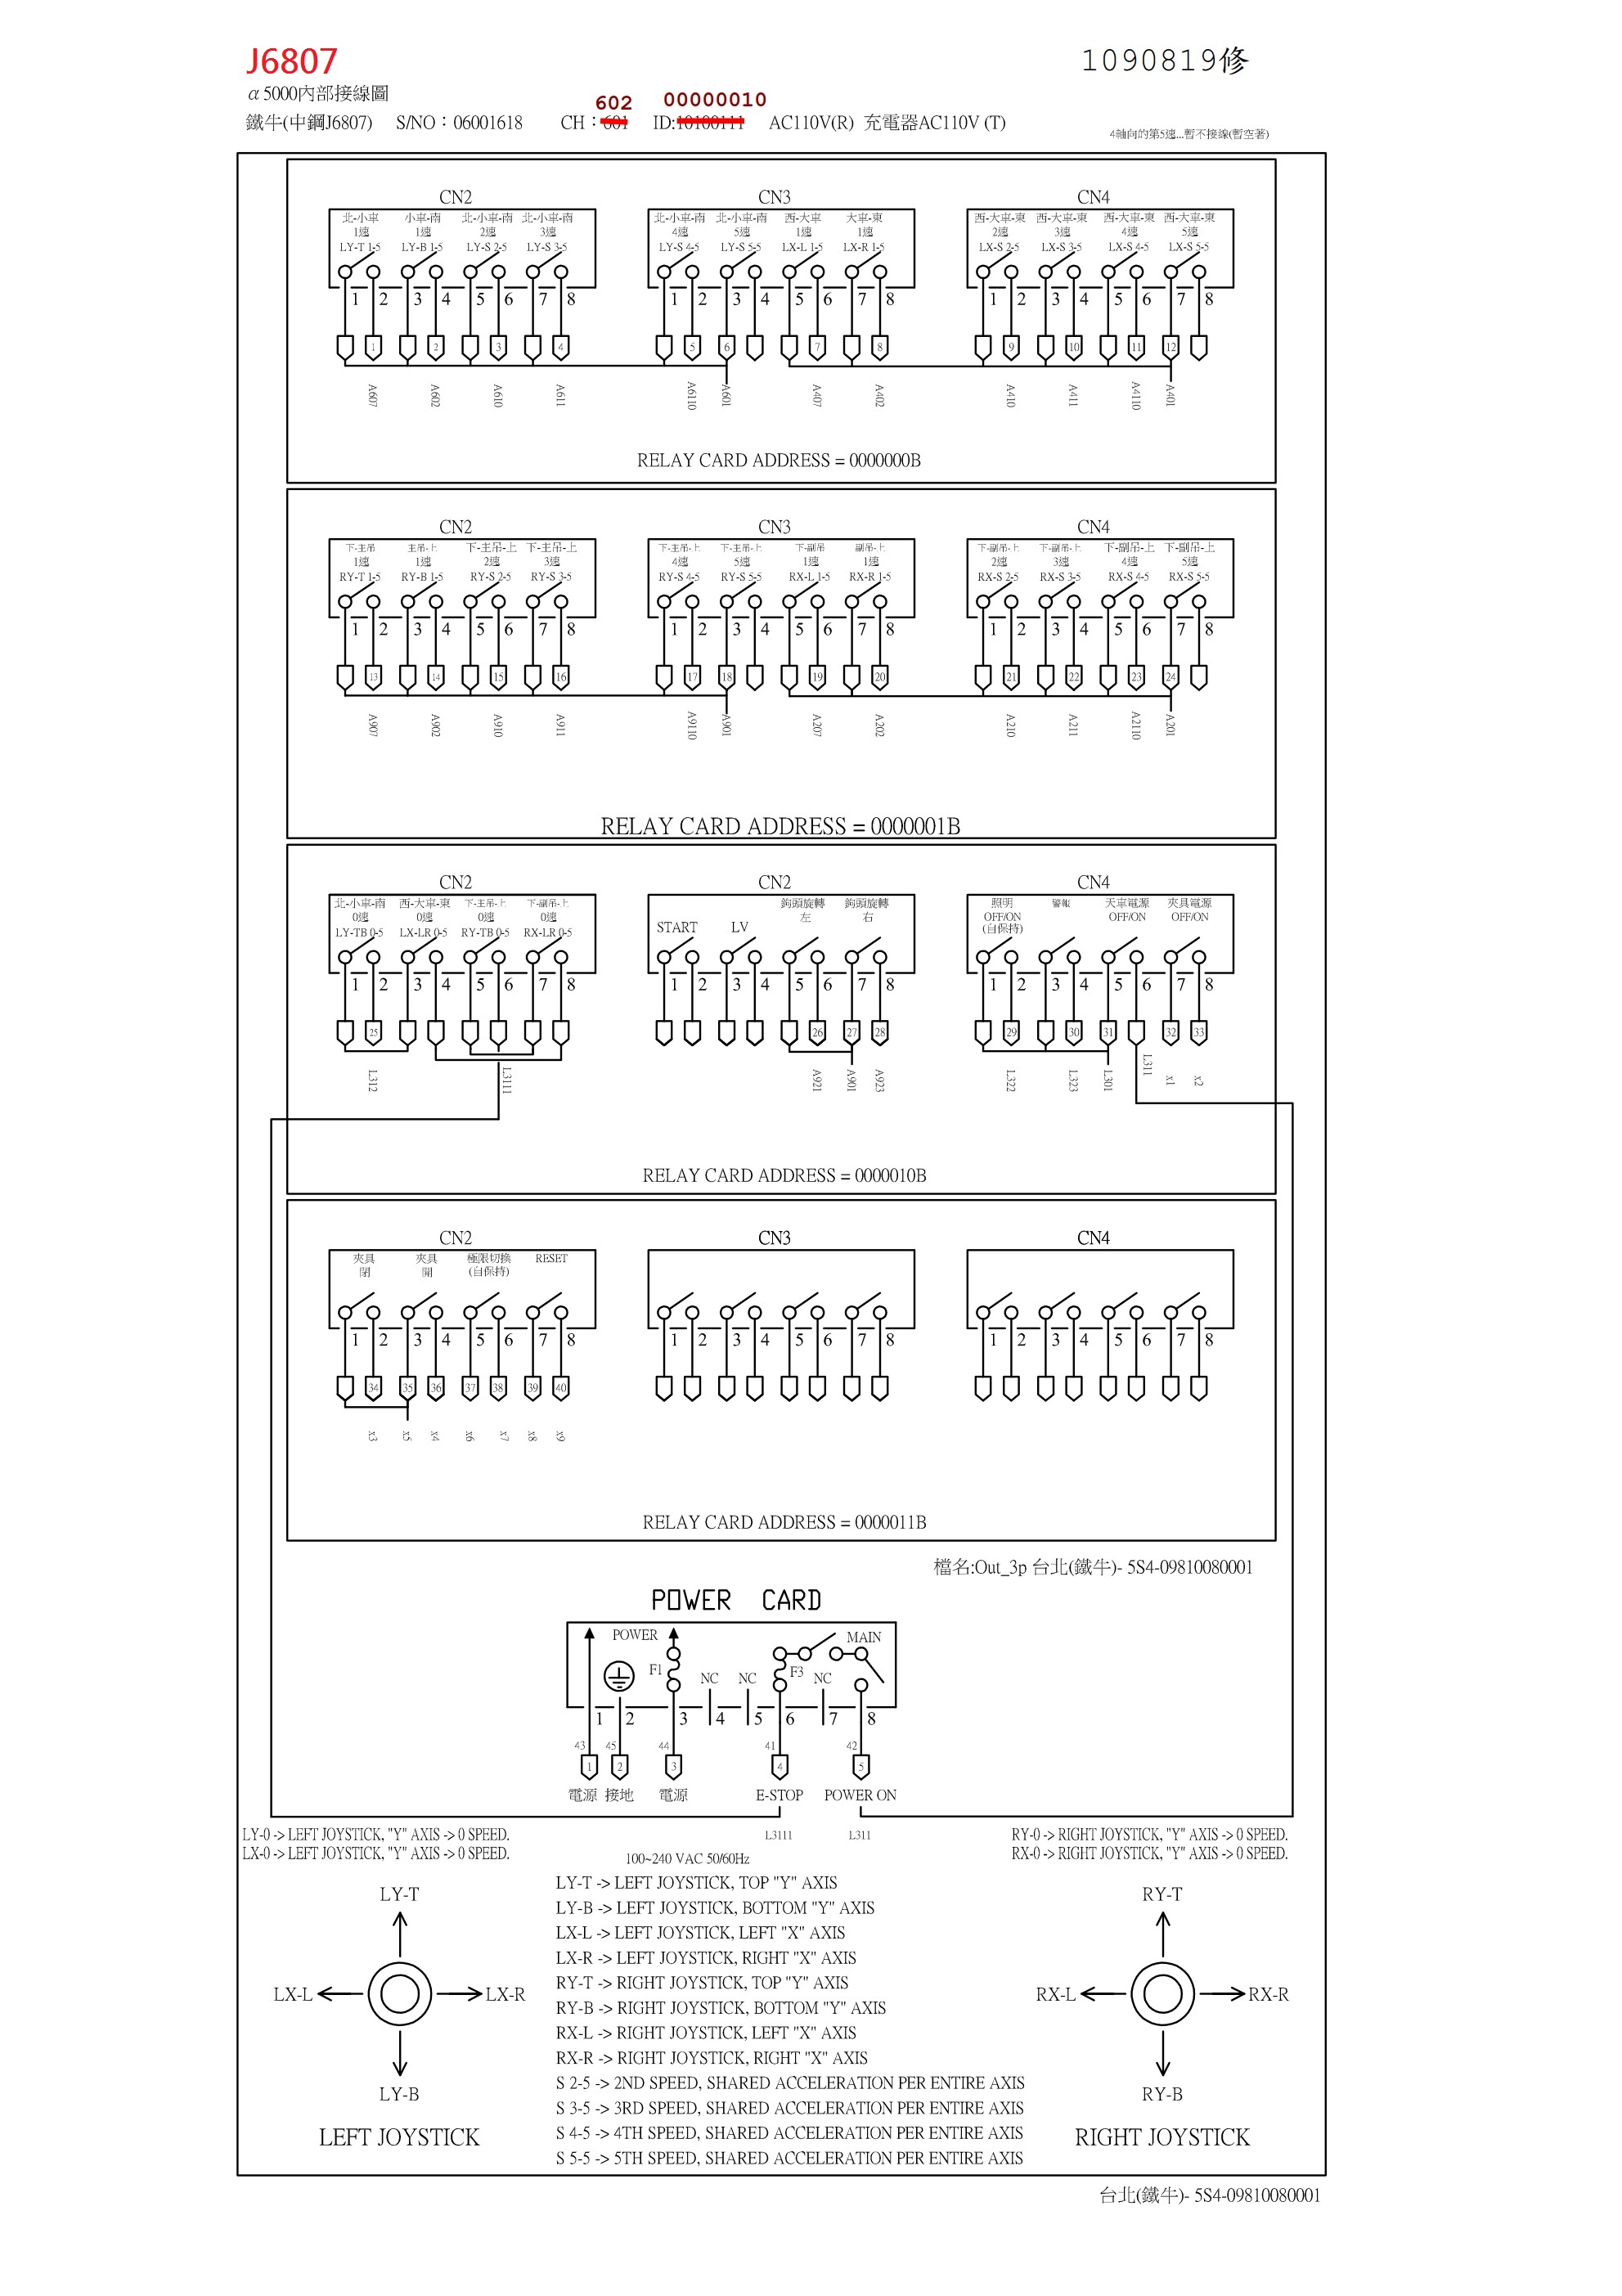 J6807
1090819修
α5000內部接線圖
602 00000010
鐵牛(中鋼J6807) S/NO：06001618 CH：601 ID:10100111 AC110V(R) 充電器AC110V (T)
4軸向的第5速...暫不接線(暫空著)
CN2 CN3 CN4
北-小車 小車-南 北-小車-南 北-小車-南 北-小車-南 北-小車-南 西-大車 大車-東 西-大車-東 西-大車-東 西-大車-東 西-大車-東
1速 1速 2速 3速 4速 5速 1速 1速 2速 3速 4速 5速
LY-T 1-5 LY-B 1-5 LY-S 2-5 LY-S 3-5 LY-S 4-5 LY-S 5-5 LX-L 1-5 LX-R 1-5 LX-S 2-5 LX-S 3-5 LX-S 4-5 LX-S 5-5
1 2 3 4 5 6 7 8 1 2 3 4 5 6 7 8 1 2 3 4 5 6 7 8
1 2 3 4 5 6 7 8 9 10 11 12
A607 A602 A610 A611 A6110 A601 A407 A402 A410 A411 A4110 A401
RELAY CARD ADDRESS = 0000000B
CN2 CN3 CN4
下-主吊 主吊-上 下-主吊-上 下-主吊-上 下-主吊-上 下-主吊-上 下-副吊 副吊-上 下-副吊-上 下-副吊-上 下-副吊-上 下-副吊-上
1速 1速 2速 3速 4速 5速 1速 1速 2速 3速 4速 5速
RY-T 1-5 RY-B 1-5 RY-S 2-5 RY-S 3-5 RY-S 4-5 RY-S 5-5 RX-L 1-5 RX-R 1-5 RX-S 2-5 RX-S 3-5 RX-S 4-5 RX-S 5-5
1 2 3 4 5 6 7 8 1 2 3 4 5 6 7 8 1 2 3 4 5 6 7 8
13 14 15 16 17 18 19 20 21 22 23 24
A907 A902 A910 A911 A9110 A901 A207 A202 A210 A211 A2110 A201
RELAY CARD ADDRESS = 0000001B
CN2 CN2 CN4
北-小車-南 西-大車-東 下-主吊-上 下-副吊-上 鉤頭旋轉 鉤頭旋轉 照明 警報 天車電源 夾具電源
0速 0速 0速 0速 左 右 OFF/ON OFF/ON OFF/ON
LY-TB 0-5 LX-LR 0-5 RY-TB 0-5 RX-LR 0-5 START LV (自保持)
1 2 3 4 5 6 7 8 1 2 3 4 5 6 7 8 1 2 3 4 5 6 7 8
25 26 27 28 29 30 31 32 33
L312 L3111 A921 A901 A923 L322 L323 L301 L311 x1 x2
RELAY CARD ADDRESS = 0000010B
CN2 CN3 CN4
夾具 夾具 極限切換 RESET
閉 開 (自保持)
1 2 3 4 5 6 7 8 1 2 3 4 5 6 7 8 1 2 3 4 5 6 7 8
34 35 36 37 38 39 40
x3 x5 x4 x6 x7 x8 x9
RELAY CARD ADDRESS = 0000011B
檔名:Out_3p 台北(鐵牛)- 5S4-09810080001
POWER CARD
POWER MAIN
F1 NC NC F3 NC
1 2 3 4 5 6 7 8
43 45 44 41 42
1 2 3 4 5
電源 接地 電源 E-STOP POWER ON
L3111 L311
LY-0 -> LEFT JOYSTICK, "Y" AXIS -> 0 SPEED.
LX-0 -> LEFT JOYSTICK, "Y" AXIS -> 0 SPEED.
RY-0 -> RIGHT JOYSTICK, "Y" AXIS -> 0 SPEED.
RX-0 -> RIGHT JOYSTICK, "Y" AXIS -> 0 SPEED.
100~240 VAC 50/60Hz
LY-T -> LEFT JOYSTICK, TOP "Y" AXIS
LY-B -> LEFT JOYSTICK, BOTTOM "Y" AXIS
LX-L -> LEFT JOYSTICK, LEFT "X" AXIS
LX-R -> LEFT JOYSTICK, RIGHT "X" AXIS
RY-T -> RIGHT JOYSTICK, TOP "Y" AXIS
RY-B -> RIGHT JOYSTICK, BOTTOM "Y" AXIS
RX-L -> RIGHT JOYSTICK, LEFT "X" AXIS
RX-R -> RIGHT JOYSTICK, RIGHT "X" AXIS
S 2-5 -> 2ND SPEED, SHARED ACCELERATION PER ENTIRE AXIS
S 3-5 -> 3RD SPEED, SHARED ACCELERATION PER ENTIRE AXIS
S 4-5 -> 4TH SPEED, SHARED ACCELERATION PER ENTIRE AXIS
S 5-5 -> 5TH SPEED, SHARED ACCELERATION PER ENTIRE AXIS
LY-T
LX-L LX-R
LY-B
LEFT JOYSTICK
RY-T
RX-L RX-R
RY-B
RIGHT JOYSTICK
台北(鐵牛)- 5S4-09810080001